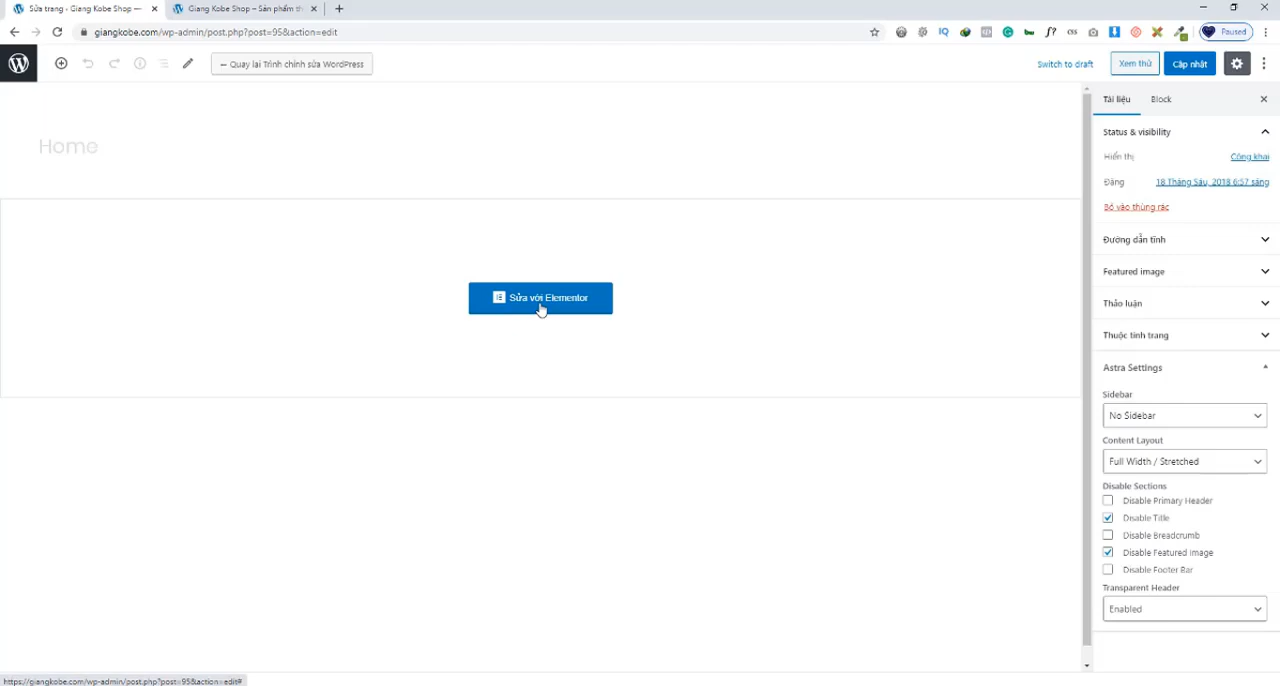 Sửa trang - Giang Kobe Shop —
Giang Kobe Shop – Sản phẩm th
giangkobe.com/wp-admin/post.php?post=95&action=edit
IQ
f?
CSS
Paused
← Quay lại Trình chỉnh sửa WordPress
Switch to draft
Xem thử
Cập nhật
Home
Sửa với Elementor
Tài liệu
Block
Status & visibility
Hiển thị
Công khai
Đăng
18 Tháng Sáu, 2018 6:57 sáng
Bỏ vào thùng rác
Đường dẫn tĩnh
Featured image
Thảo luận
Thuộc tính trang
Astra Settings
Sidebar
No Sidebar
Content Layout
Full Width / Stretched
Disable Sections
Disable Primary Header
Disable Title
Disable Breadcrumb
Disable Featured Image
Disable Footer Bar
Transparent Header
Enabled
https://giangkobe.com/wp-admin/post.php?post=95&action=edit#